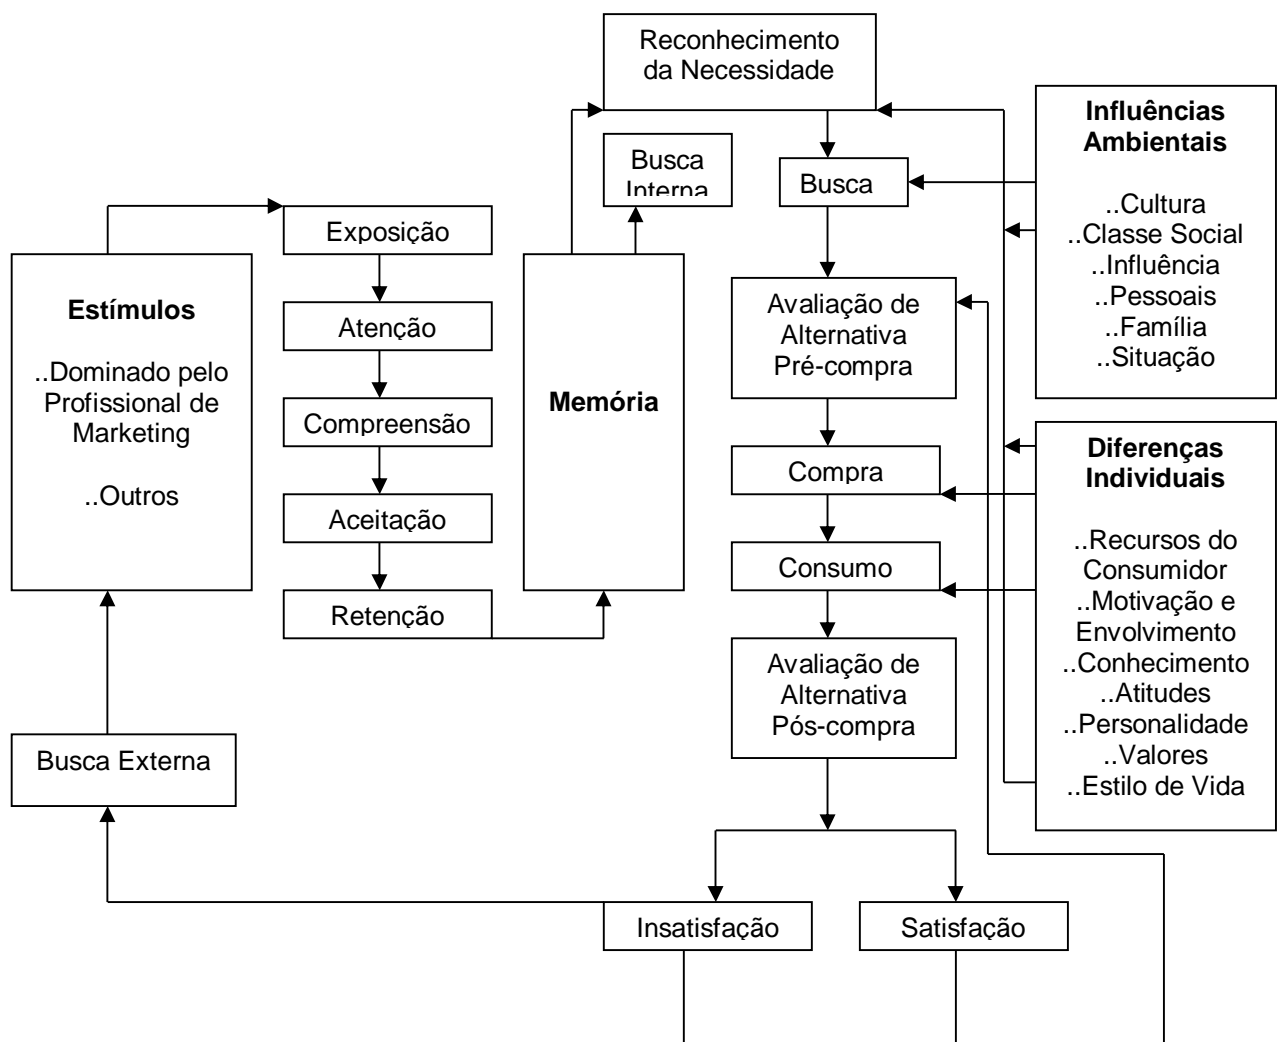 Reconhecimento
da Necessidade
Busca
Interna
Busca
Influências
Ambientais
..Cultura
..Classe Social
..Influência
..Pessoais
..Família
..Situação
Exposição
Atenção
Compreensão
Aceitação
Retenção
Estímulos
..Dominado pelo
Profissional de
Marketing
..Outros
Memória
Avaliação de
Alternativa
Pré-compra
Compra
Consumo
Avaliação de
Alternativa
Pós-compra
Diferenças
Individuais
..Recursos do
Consumidor
..Motivação e
Envolvimento
..Conhecimento
..Atitudes
..Personalidade
..Valores
..Estilo de Vida
Busca Externa
Insatisfação
Satisfação